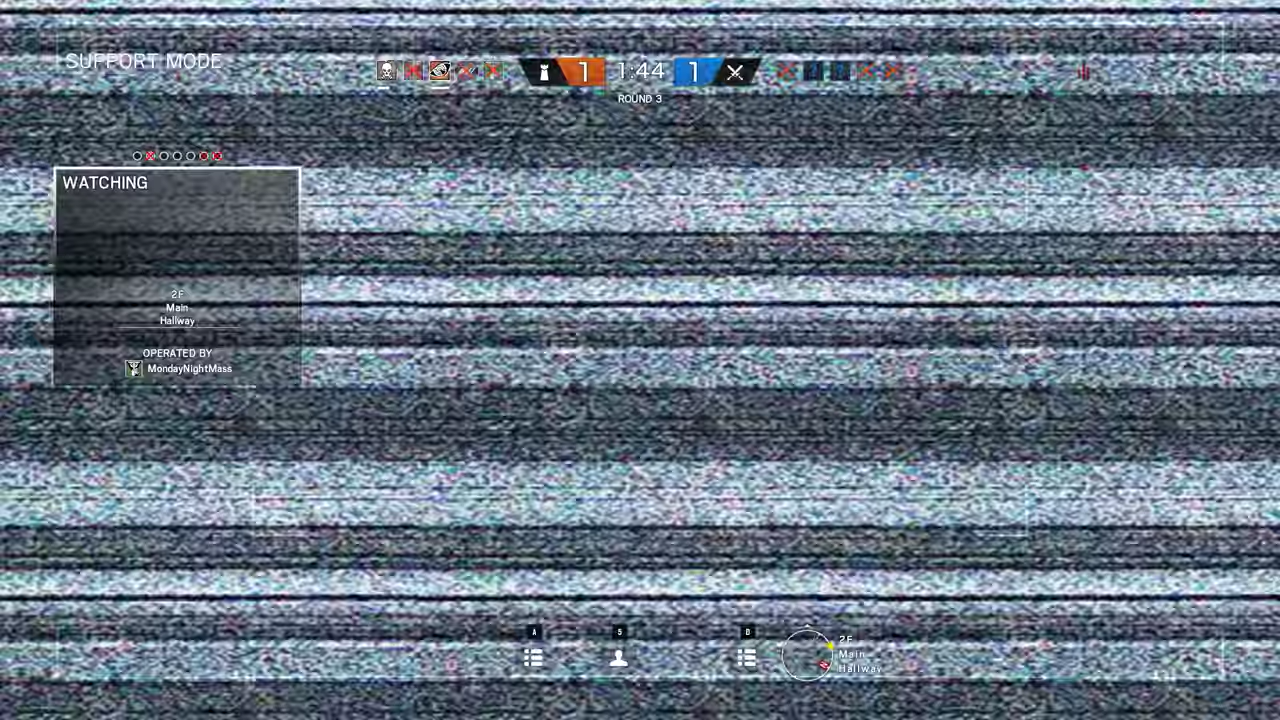 SUPPORT MODE
1 1:44 1
ROUND 3
WATCHING
2F
Main
Hallway
OPERATED BY
MondayNightMass
A S D
2F
Main
Hallway